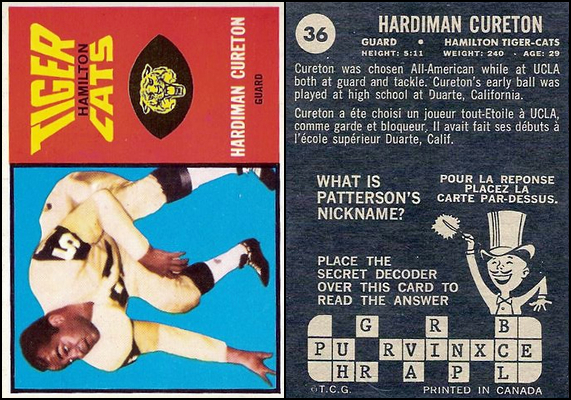 TIGER
HAMILTON
CATS
HARDIMAN CURETON
GUARD
36
HARDIMAN CURETON
GUARD • HAMILTON TIGER-CATS
HEIGHT: 5:11 WEIGHT: 240 • AGE: 29
Cureton was chosen All-American while at UCLA
both at guard and tackle. Cureton's early ball was
played at high school at Duarte, California.
Cureton a éte choisi un joueur tout-Etoile à UCLA,
comme garde et bloqueur, Il avait fait ses débuts à
l'école supérieur Duarte, Calif.
WHAT IS
PATTERSON'S
NICKNAME?
POUR LA REPONSE
PLACEZ LA
CARTE PAR-DESSUS.
PLACE THE
SECRET DECODER
OVER THIS CARD TO
READ THE ANSWER
G R B
PU RVINXCE
HR A P L
©T.C.G. PRINTED IN CANADA